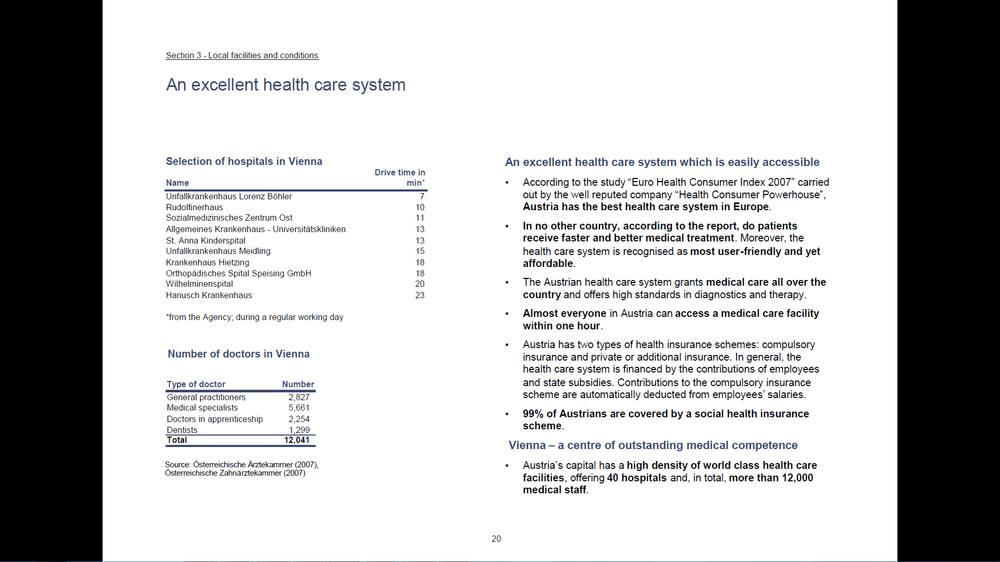 Section 3 - Local facilities and conditions
An excellent health care system
Selection of hospitals in Vienna
Drive time in
Name min*
Unfallkrankenhaus Lorenz Böhler 7
Rudolfinerhaus 10
Sozialmedizinisches Zentrum Ost 11
Allgemeines Krankenhaus - Universitätskliniken 13
St. Anna Kinderspital 13
Unfallkrankenhaus Meidling 15
Krankenhaus Hietzing 18
Orthopädisches Spital Speising GmbH 18
Wilhelminenspital 20
Hanusch Krankenhaus 23
*from the Agency; during a regular working day
Number of doctors in Vienna
Type of doctor Number
General practitioners 2,827
Medical specialists 5,661
Doctors in apprenticeship 2,254
Dentists 1,299
Total 12,041
Source: Österreichische Ärztekammer (2007),
Österreichische Zahnärztekammer (2007)
An excellent health care system which is easily accessible
• According to the study “Euro Health Consumer Index 2007” carried
out by the well reputed company “Health Consumer Powerhouse”,
Austria has the best health care system in Europe.
• In no other country, according to the report, do patients
receive faster and better medical treatment. Moreover, the
health care system is recognised as most user-friendly and yet
affordable.
• The Austrian health care system grants medical care all over the
country and offers high standards in diagnostics and therapy.
• Almost everyone in Austria can access a medical care facility
within one hour.
• Austria has two types of health insurance schemes: compulsory
insurance and private or additional insurance. In general, the
health care system is financed by the contributions of employees
and state subsidies. Contributions to the compulsory insurance
scheme are automatically deducted from employees’ salaries.
• 99% of Austrians are covered by a social health insurance
scheme.
Vienna – a centre of outstanding medical competence
• Austria’s capital has a high density of world class health care
facilities, offering 40 hospitals and, in total, more than 12,000
medical staff.
20